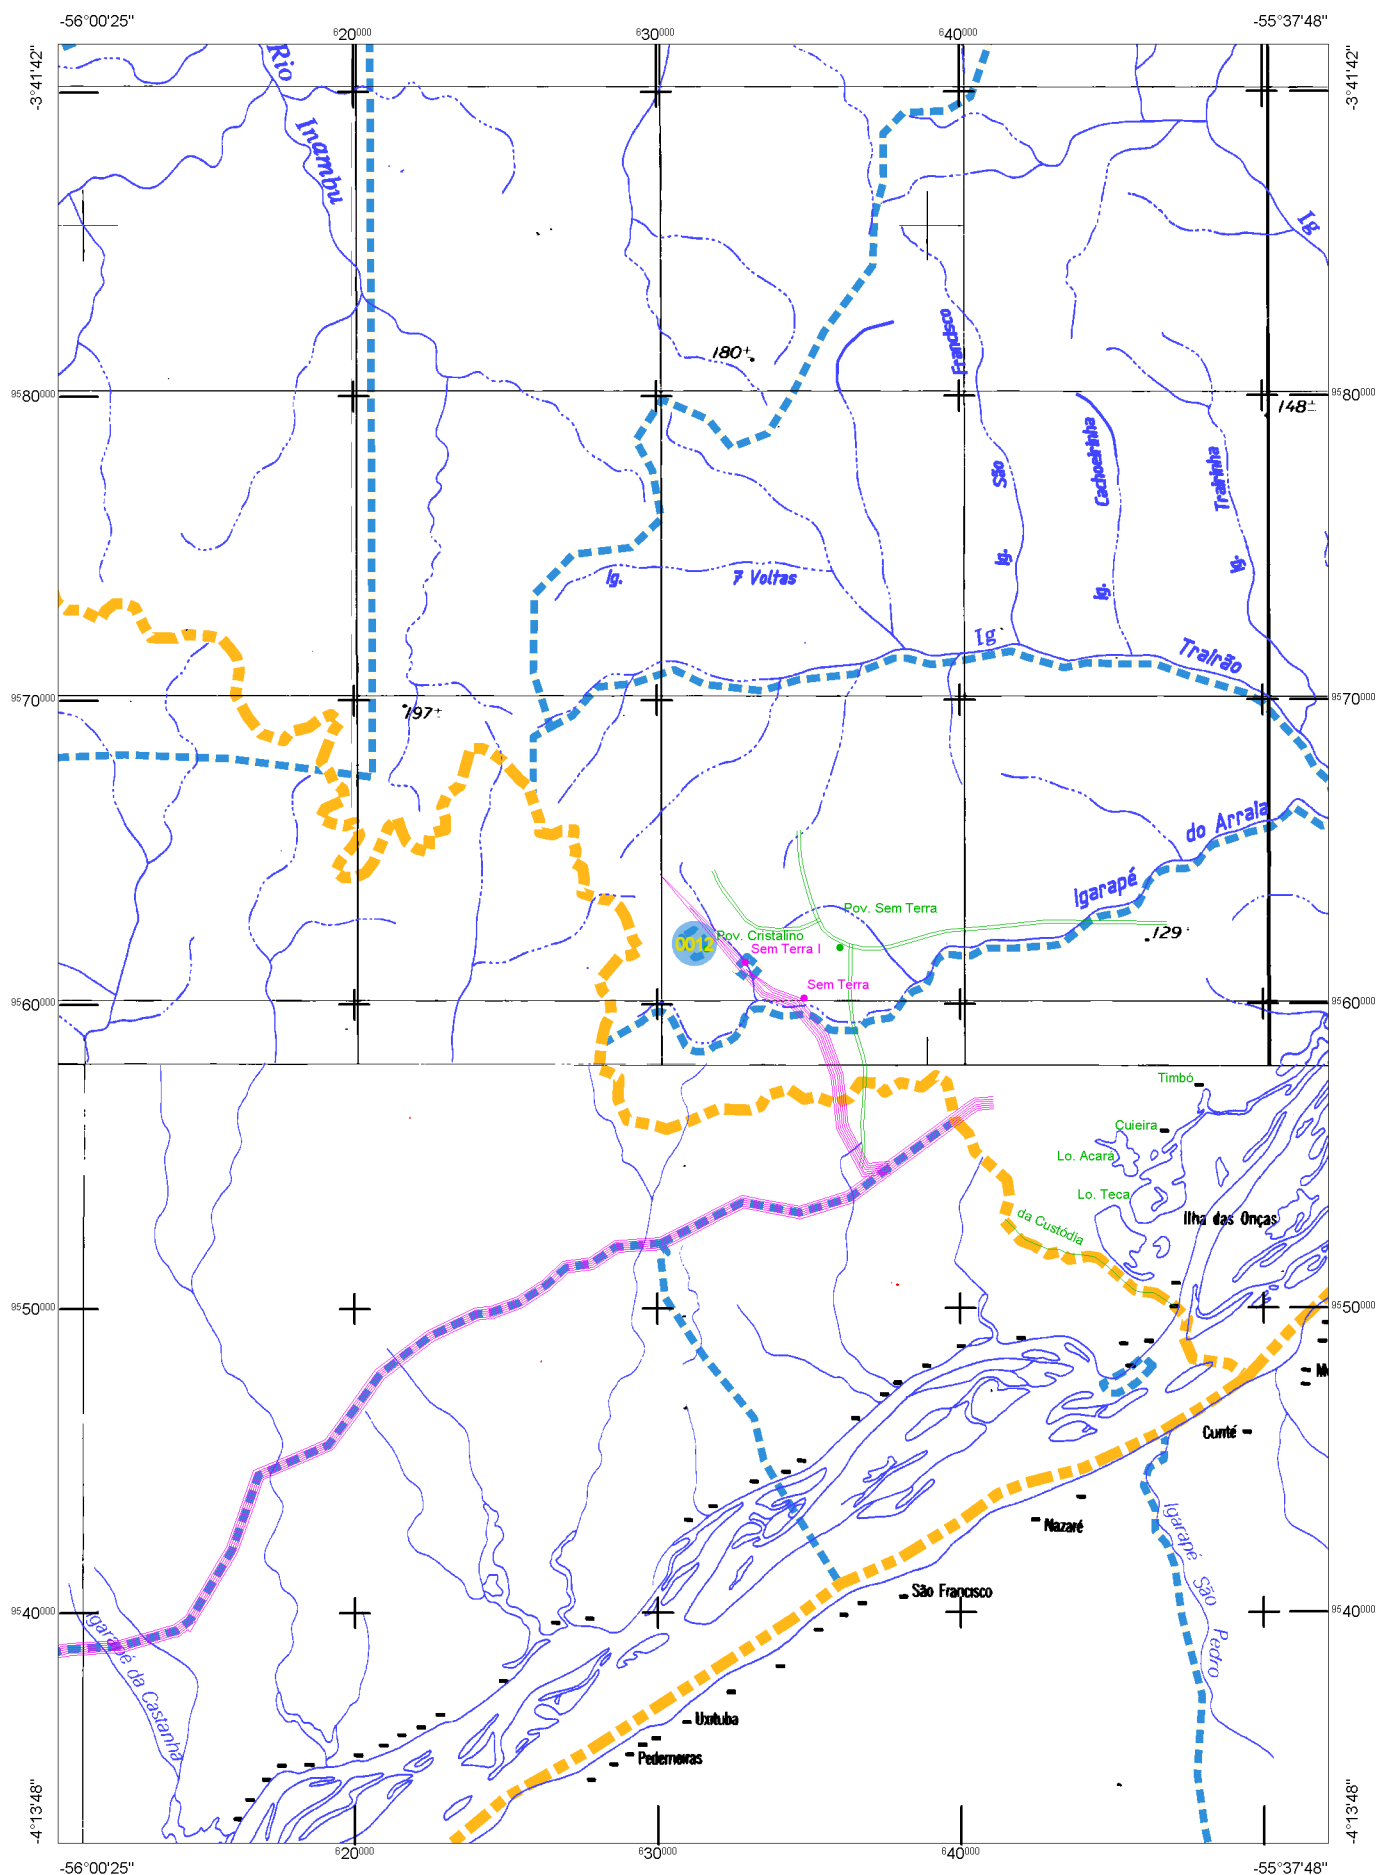 -56°00'25"
-55°37'48"
620000
630000
640000
-3°41'42"
-3°41'42"
Rio
Inambu
Ig
180+
Francisco
9580000
9580000
148±
São
Cachoeirinha
Trairinha
Ig.
7 Voltas
Ig.
Ig.
Ig.
Ig
Trairão
9570000
9570000
197+
do Arraia
Igarapé
Pov. Sem Terra
129+
0012
Pov. Cristalino
Sem Terra I
Sem Terra
9560000
9560000
Timbó
Cuieira
Lo. Acará
Lo. Teca
Ilha das Onças
da Custódia
9550000
9550000
Cunté
Nazaré
Igarapé São Pedro
São Francisco
9540000
9540000
Igarapé da Castanha
Uxituba
Pederneiras
-4°13'48"
-4°13'48"
620000
630000
640000
-56°00'25"
-55°37'48"